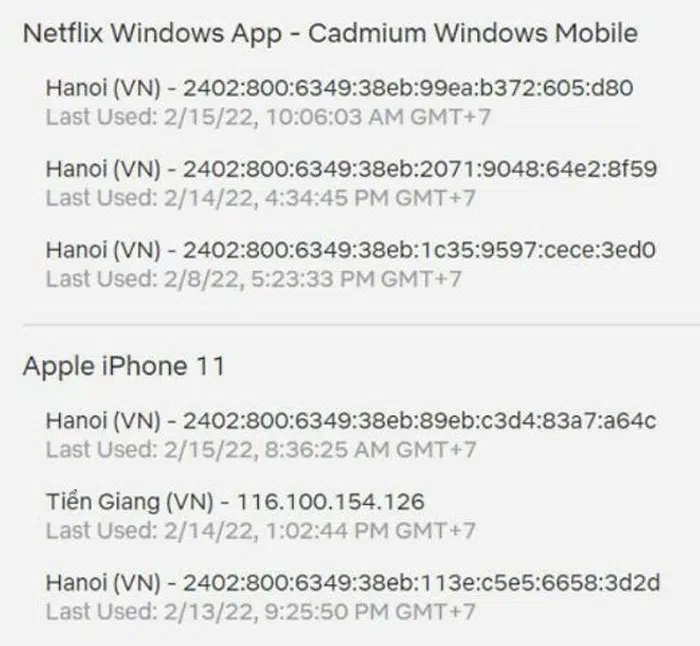 Netflix Windows App - Cadmium Windows Mobile
Hanoi (VN) - 2402:800:6349:38eb:99ea:b372:605:d80
Last Used: 2/15/22, 10:06:03 AM GMT+7
Hanoi (VN) - 2402:800:6349:38eb:2071:9048:64e2:8f59
Last Used: 2/14/22, 4:34:45 PM GMT+7
Hanoi (VN) - 2402:800:6349:38eb:1c35:9597:cece:3ed0
Last Used: 2/8/22, 5:23:33 PM GMT+7
Apple iPhone 11
Hanoi (VN) - 2402:800:6349:38eb:89eb:c3d4:83a7:a64c
Last Used: 2/15/22, 8:36:25 AM GMT+7
Tiền Giang (VN) - 116.100.154.126
Last Used: 2/14/22, 1:02:44 PM GMT+7
Hanoi (VN) - 2402:800:6349:38eb:113e:c5e5:6658:3d2d
Last Used: 2/13/22, 9:25:50 PM GMT+7